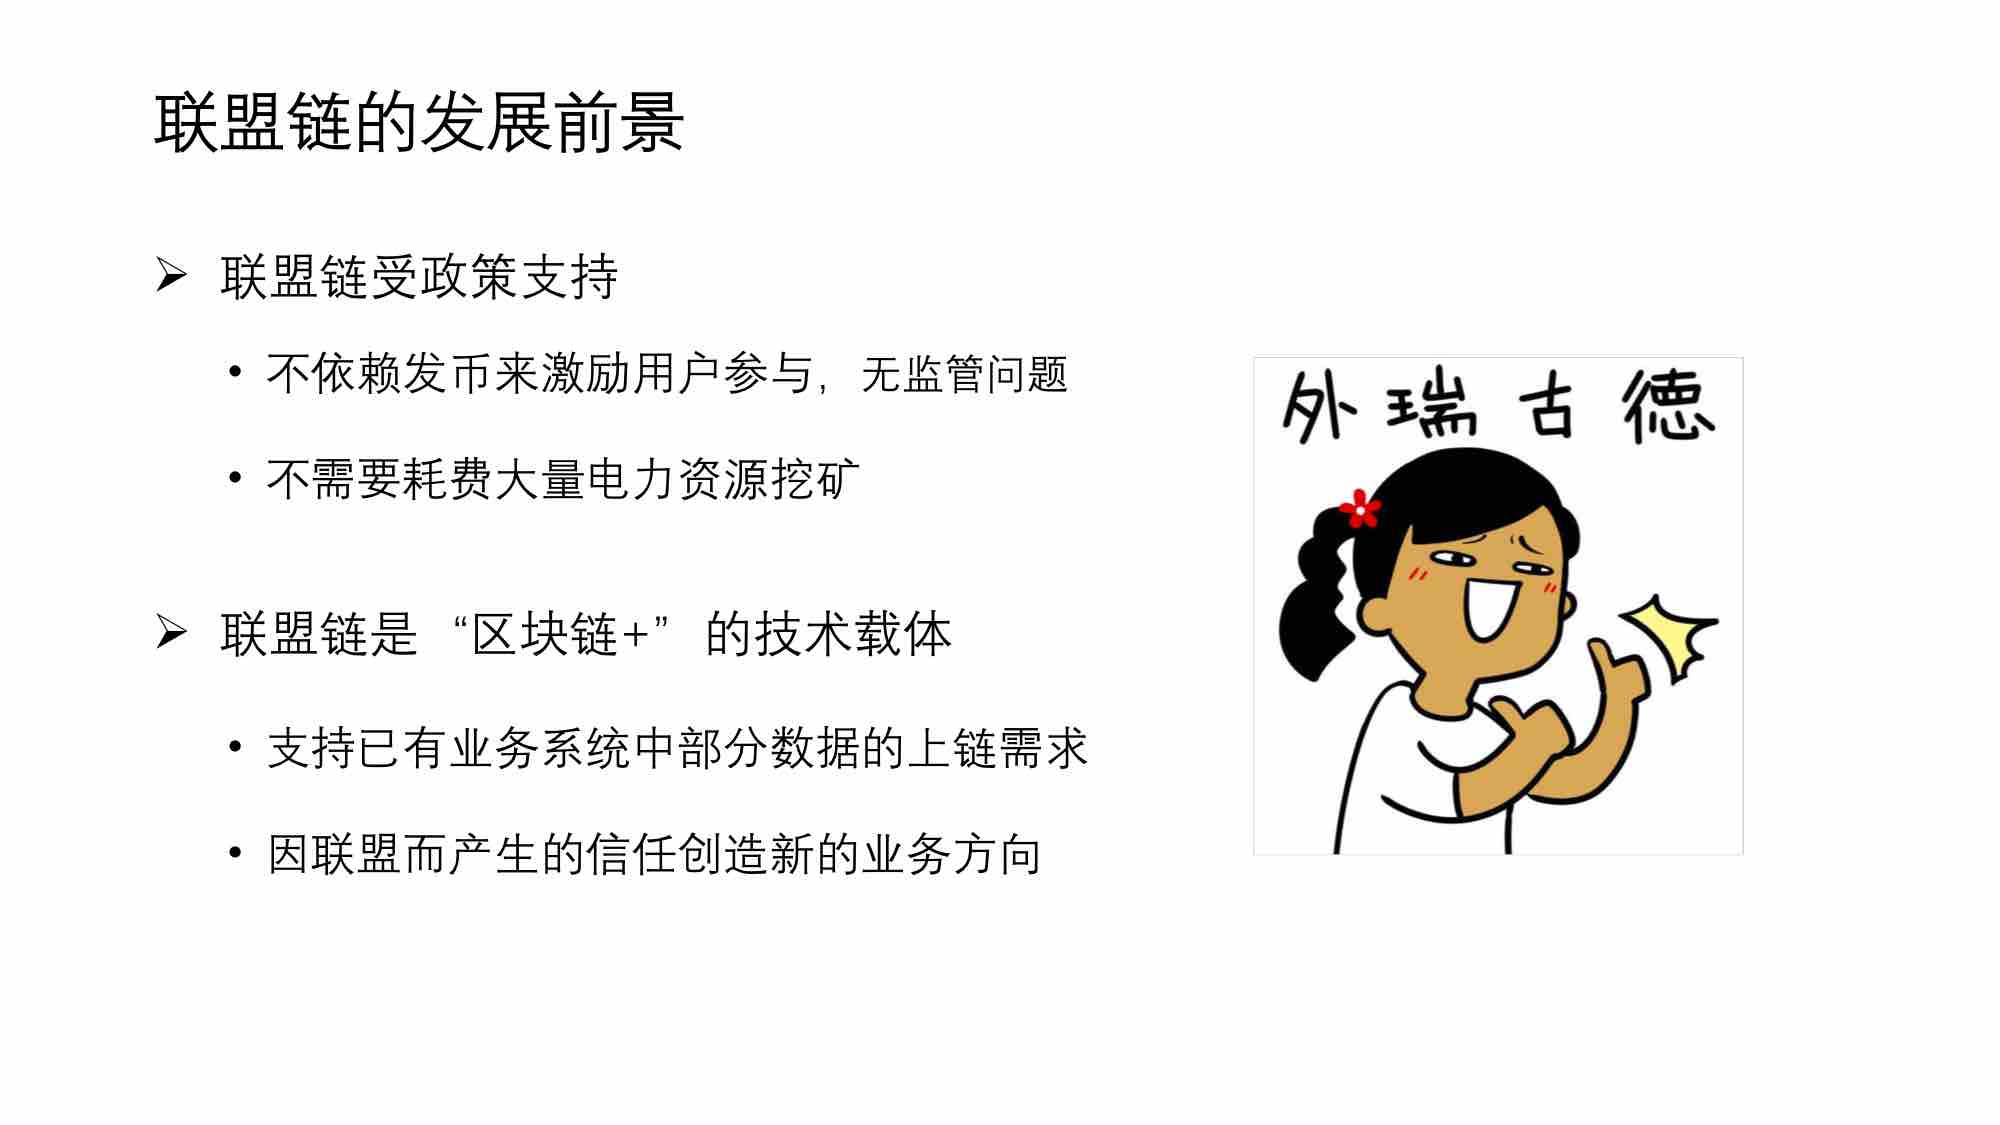 联盟链的发展前景
➢ 联盟链受政策支持
• 不依赖发币来激励用户参与，无监管问题
• 不需要耗费大量电力资源挖矿
➢ 联盟链是“区块链+”的技术载体
• 支持已有业务系统中部分数据的上链需求
• 因联盟而产生的信任创造新的业务方向
外瑞古德